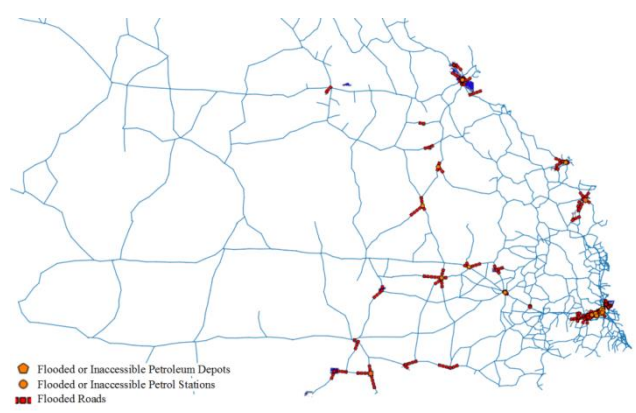 Flooded or Inaccessible Petroleum Depots
Flooded or Inaccessible Petrol Stations
Flooded Roads